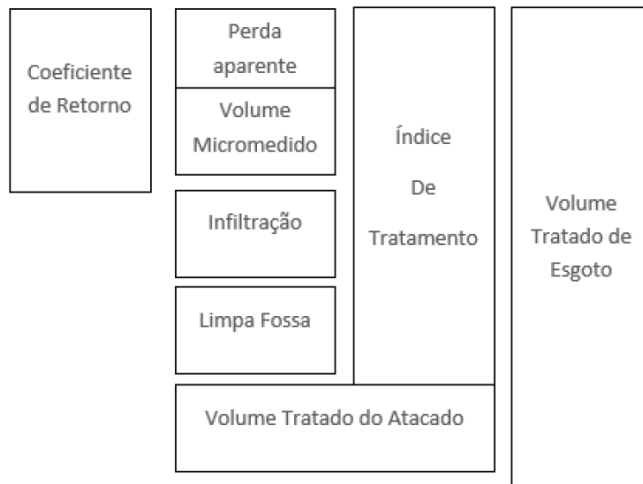 Coeficiente
de Retorno
Perda
aparente
Volume
Micromedido
Infiltração
Limpa Fossa
Índice
De
Tratamento
Volume Tratado do Atacado
Volume
Tratado de
Esgoto